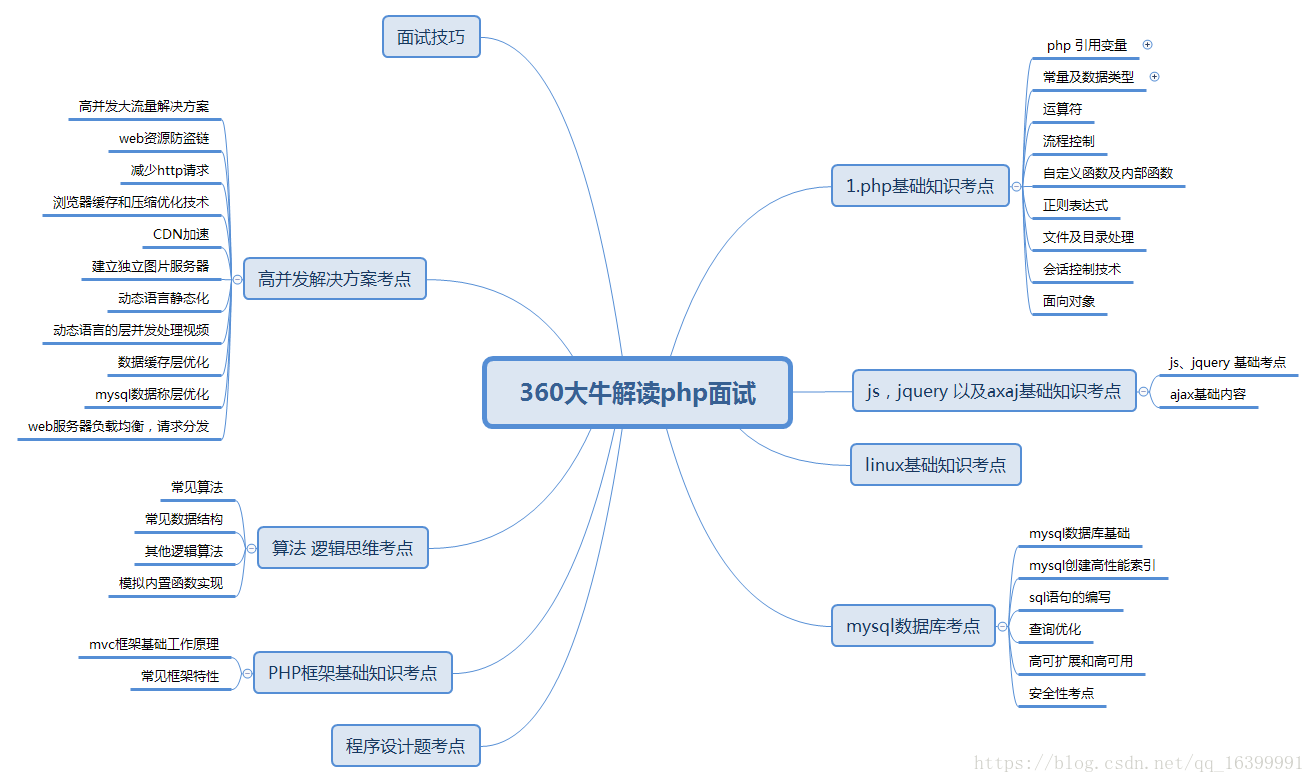 360大牛解读php面试
1.php基础知识考点
php 引用变量
常量及数据类型
运算符
流程控制
自定义函数及内部函数
正则表达式
文件及目录处理
会话控制技术
面向对象
js，jquery 以及axaj基础知识考点
js、jquery 基础考点
ajax基础内容
linux基础知识考点
mysql数据库考点
mysql数据库基础
mysql创建高性能索引
sql语句的编写
查询优化
高可扩展和高可用
安全性考点
面试技巧
高并发解决方案考点
高并发大流量解决方案
web资源防盗链
减少http请求
浏览器缓存和压缩优化技术
CDN加速
建立独立图片服务器
动态语言静态化
动态语言的层并发处理视频
数据缓存层优化
mysql数据称层优化
web服务器负载均衡，请求分发
算法 逻辑思维考点
常见算法
常见数据结构
其他逻辑算法
模拟内置函数实现
PHP框架基础知识考点
mvc框架基础工作原理
常见框架特性
程序设计题考点
https://blog.csdn.net/qq_16399991